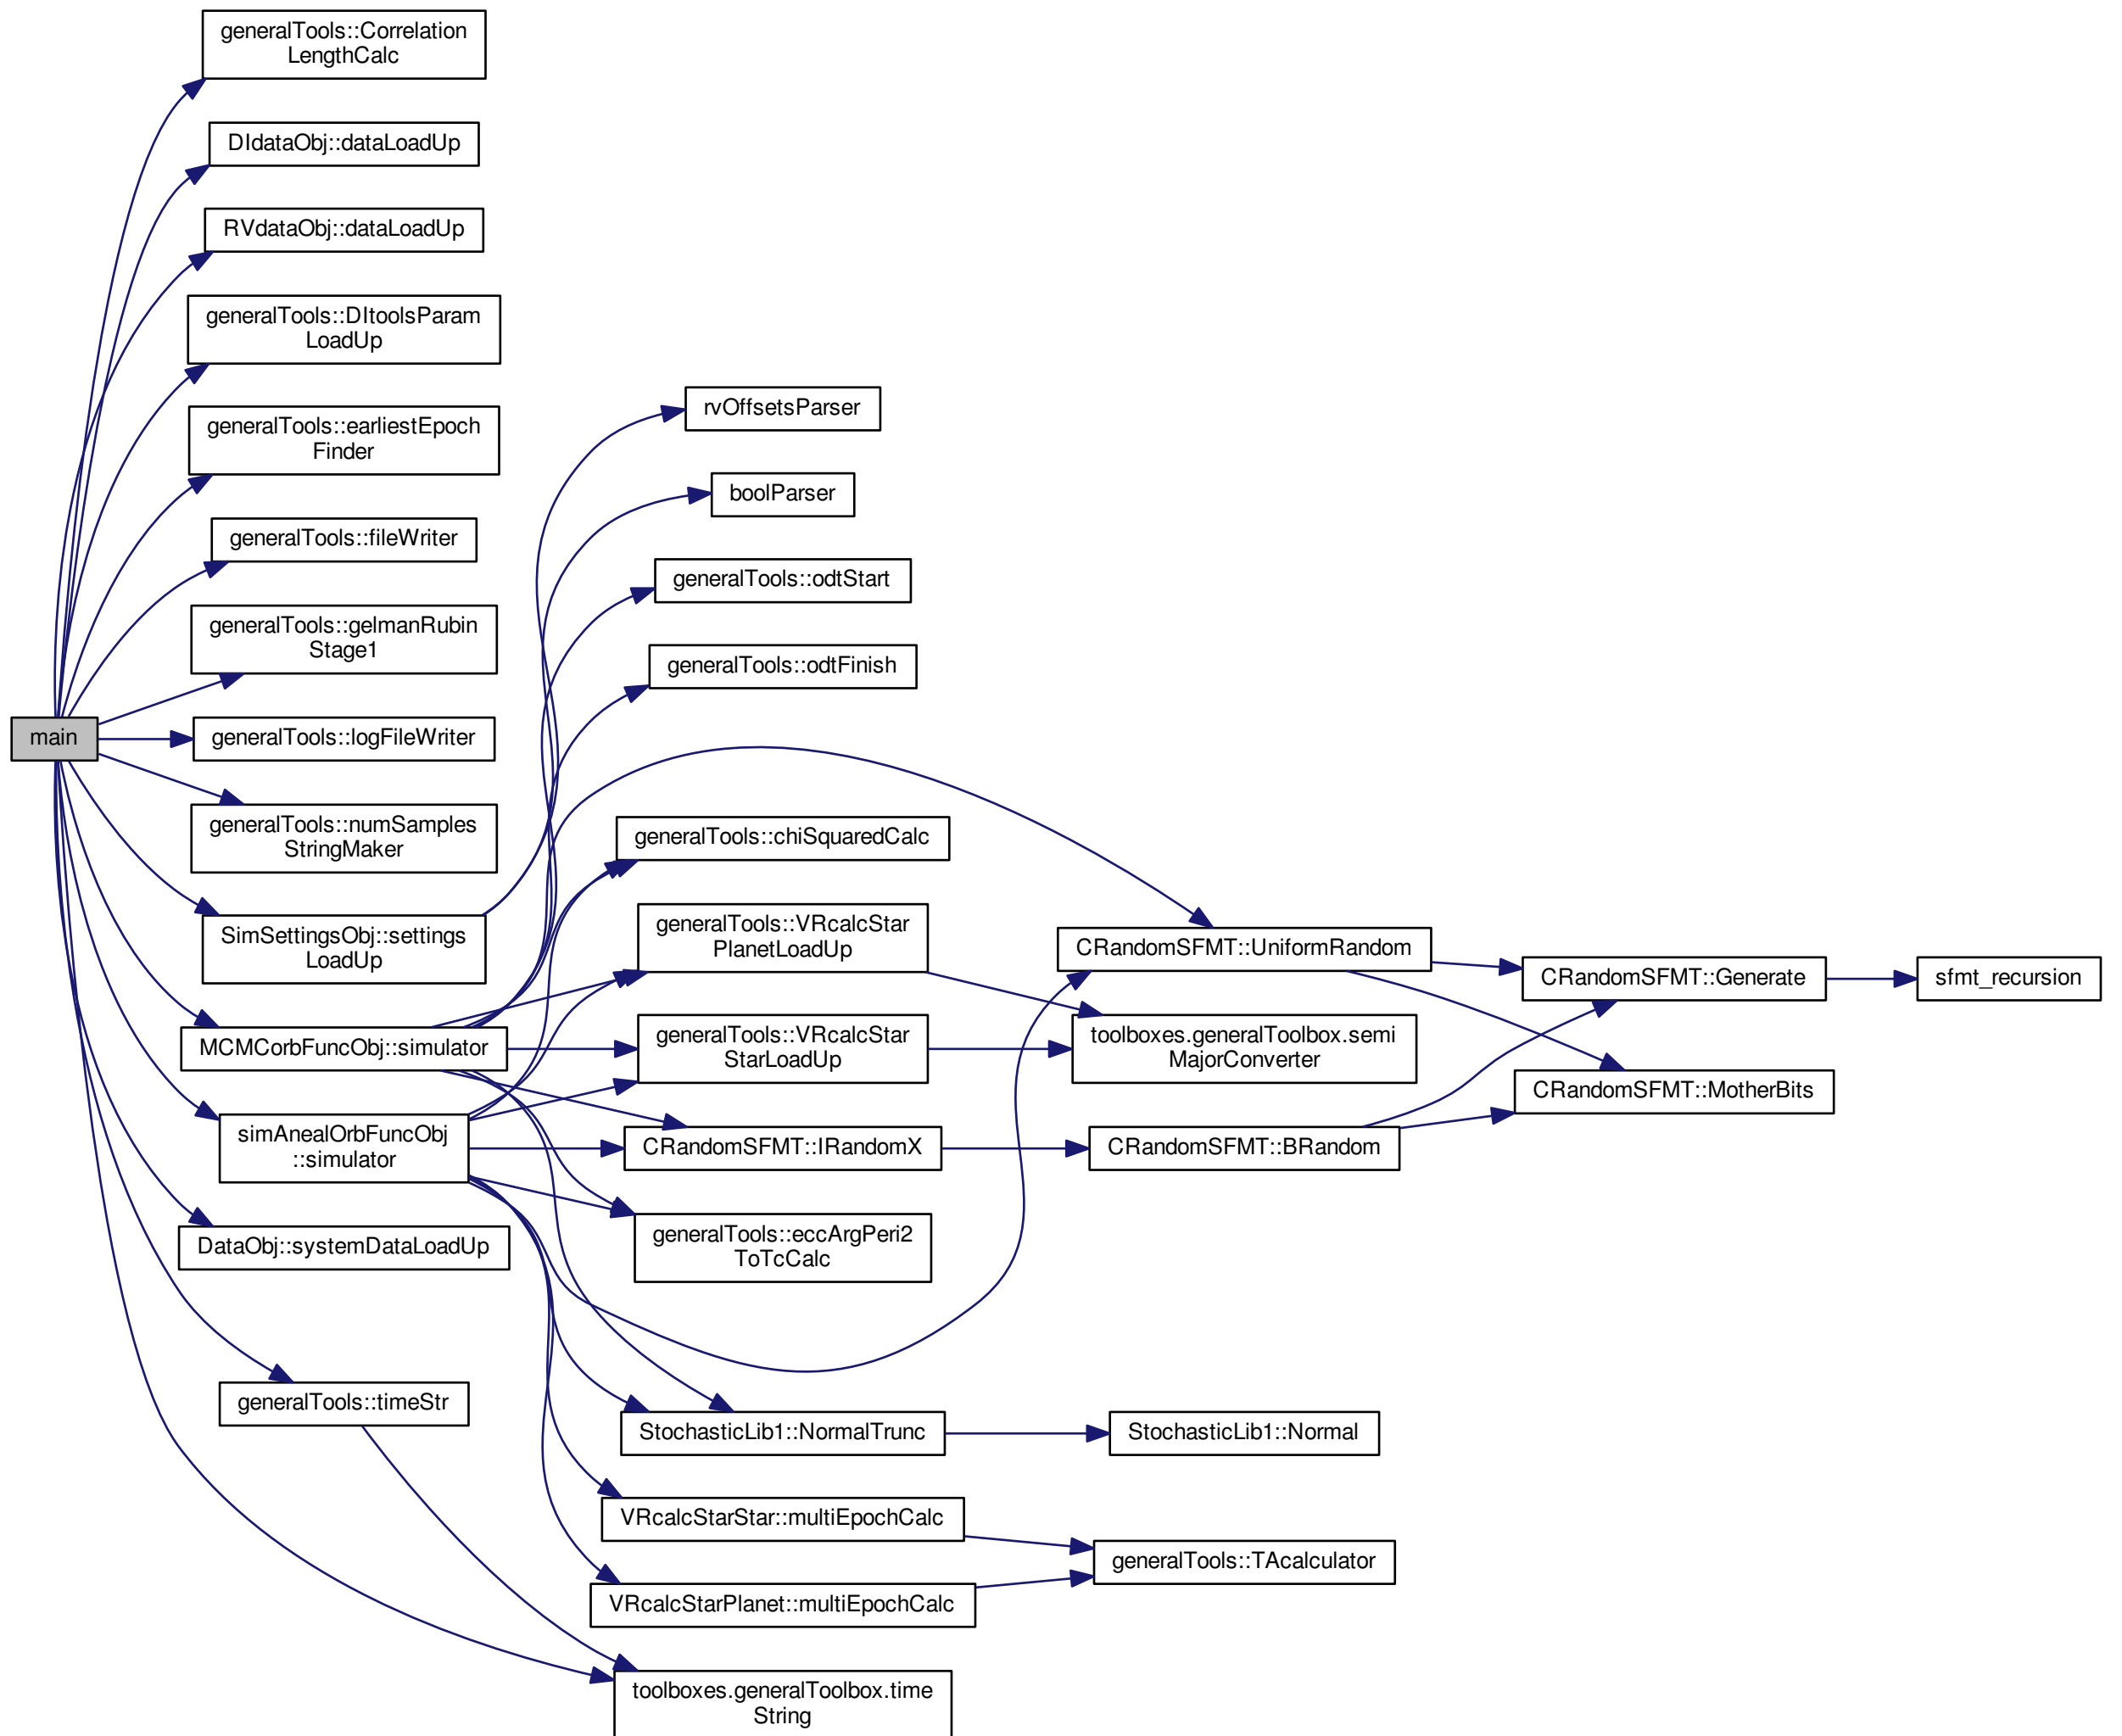 generalTools::Correlation
LengthCalc
DIdataObj::dataLoadUp
RVdataObj::dataLoadUp
generalTools::DItoolsParam
LoadUp
generalTools::earliestEpoch
Finder
generalTools::fileWriter
generalTools::gelmanRubin
Stage1
main
generalTools::logFileWriter
generalTools::numSamples
StringMaker
SimSettingsObj::settings
LoadUp
MCMCorbFuncObj::simulator
simAnealOrbFuncObj
::simulator
DataObj::systemDataLoadUp
generalTools::timeStr
rvOffsetsParser
boolParser
generalTools::odtStart
generalTools::odtFinish
generalTools::chiSquaredCalc
generalTools::VRcalcStar
PlanetLoadUp
generalTools::VRcalcStar
StarLoadUp
CRandomSFMT::IRandomX
generalTools::eccArgPeri2
ToTcCalc
StochasticLib1::NormalTrunc
VRcalcStarStar::multiEpochCalc
VRcalcStarPlanet::multiEpochCalc
toolboxes.generalToolbox.time
String
CRandomSFMT::UniformRandom
toolboxes.generalToolbox.semi
MajorConverter
CRandomSFMT::BRandom
StochasticLib1::Normal
generalTools::TAcalculator
CRandomSFMT::Generate
CRandomSFMT::MotherBits
sfmt_recursion